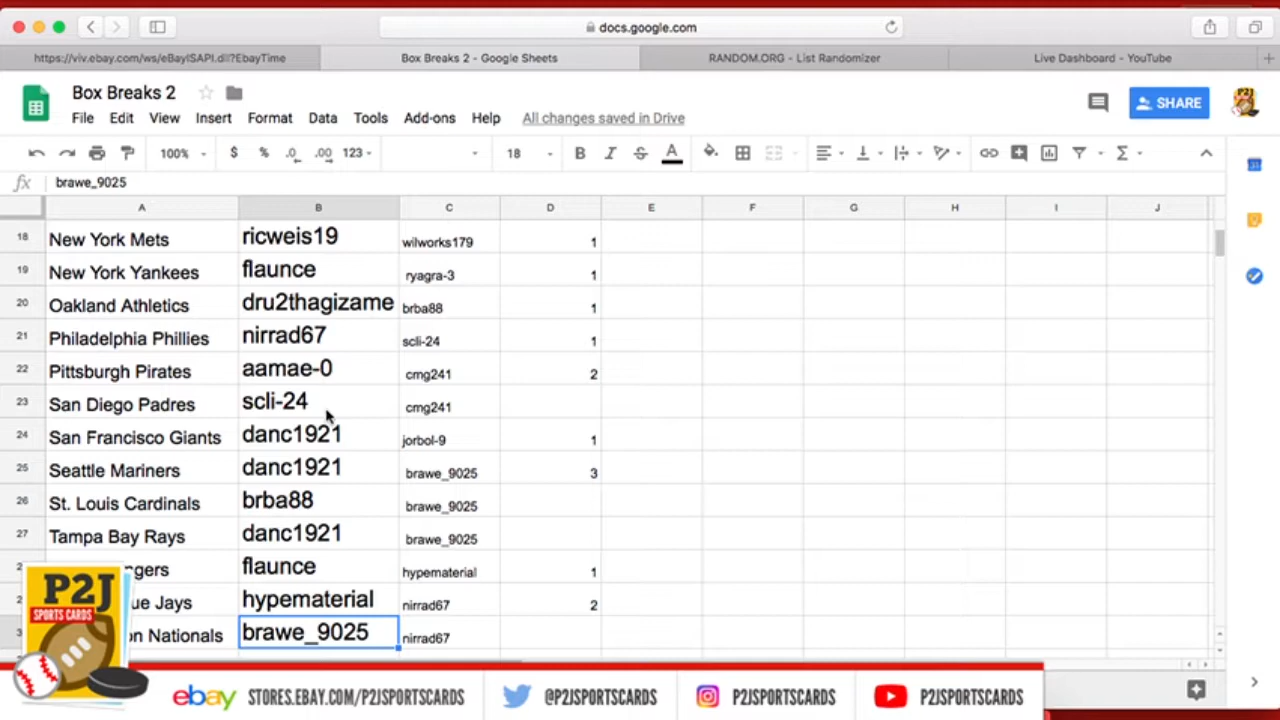 docs.google.com
https://viv.ebay.com/ws/eBayISAPI.dll?EbayTime
Box Breaks 2 - Google Sheets
RANDOM.ORG - List Randomizer
Live Dashboard - YouTube
Box Breaks 2
SHARE
File Edit View Insert Format Data Tools Add-ons Help All changes saved in Drive
100% $ % .0 .00 123 18 B I S A
fx brawe_9025
A B C D E F G H I J
18 New York Mets ricweis19 wilworks179 1
19 New York Yankees flaunce ryagra-3 1
20 Oakland Athletics dru2thagizame brba88 1
21 Philadelphia Phillies nirrad67 scli-24 1
22 Pittsburgh Pirates aamae-0 cmg241 2
23 San Diego Padres scli-24 cmg241
24 San Francisco Giants danc1921 jorbol-9 1
25 Seattle Mariners danc1921 brawe_9025 3
26 St. Louis Cardinals brba88 brawe_9025
27 Tampa Bay Rays danc1921 brawe_9025
2 ngers flaunce hypematerial 1
2 ue Jays hypematerial nirrad67 2
3 on Nationals brawe_9025 nirrad67
P2J
SPORTS CARDS
ebay STORES.EBAY.COM/P2JSPORTSCARDS @P2JSPORTSCARDS P2JSPORTSCARDS P2JSPORTSCARDS